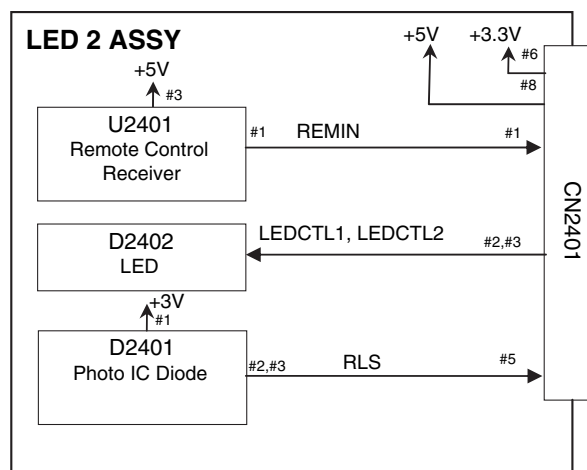 LED 2 ASSY
+5V
+3.3V
#6
#8
+5V
#3
U2401
Remote Control
Receiver
#1
REMIN
#1
CN2401
LEDCTL1, LEDCTL2
#2,#3
D2402
LED
+3V
#1
D2401
Photo IC Diode
#2,#3
RLS
#5